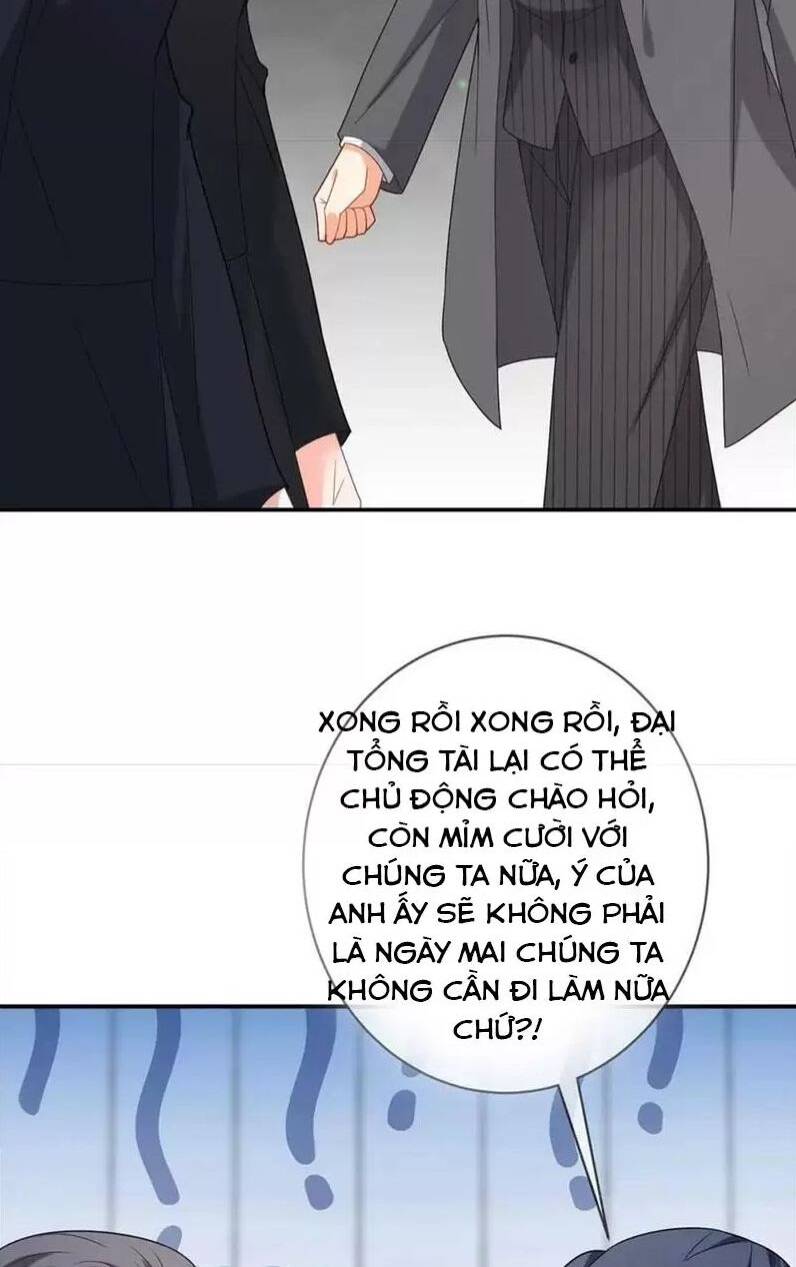 XONG RỒI XONG RỒI, ĐẠI
TỔNG TÀI LẠI CÓ THỂ
CHỦ ĐỘNG CHÀO HỎI,
CÒN MỈM CƯỜI VỚI
CHÚNG TA NỮA, Ý CỦA
ANH ẤY SẼ KHÔNG PHẢI
LÀ NGÀY MAI CHÚNG TA
KHÔNG CẦN ĐI LÀM NỮA
CHỨ?!